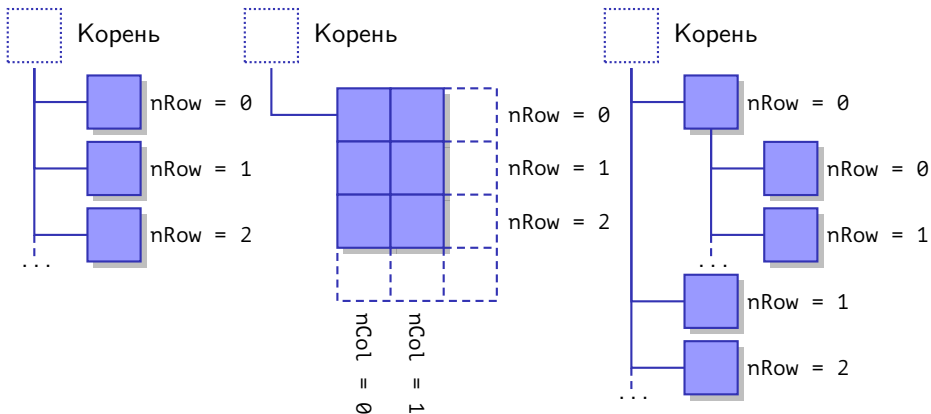 Корень
nRow = 0
nRow = 1
nRow = 2
...
Корень
nRow = 0
nRow = 1
nRow = 2
nCol = 0
nCol = 1
Корень
nRow = 0
nRow = 0
nRow = 1
...
nRow = 1
nRow = 2
...